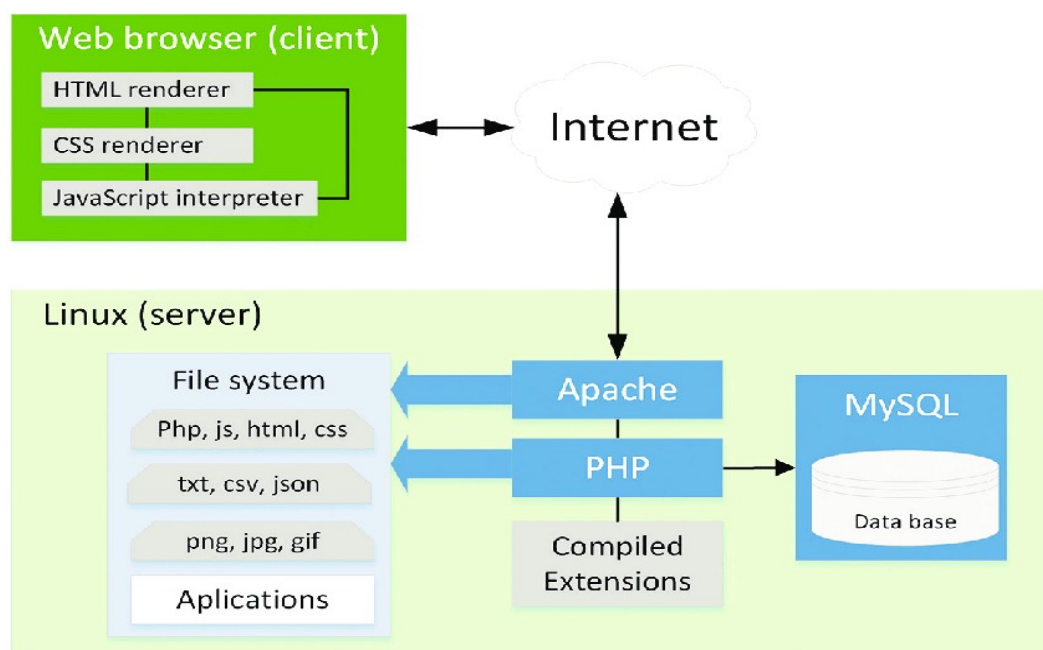 Web browser (client)
HTML renderer
CSS renderer
JavaScript interpreter
Internet
Linux (server)
File system
Php, js, html, css
txt, csv, json
png, jpg, gif
Aplications
Apache
PHP
Compiled
Extensions
MySQL
Data base